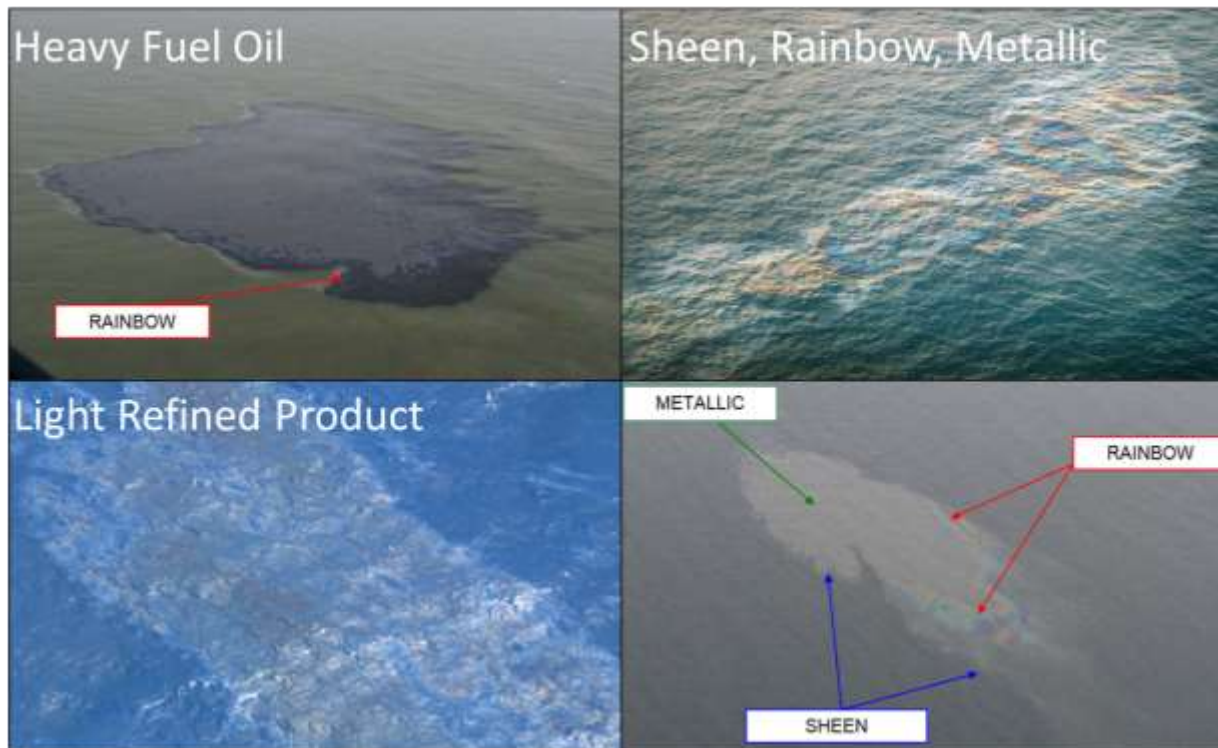 Heavy Fuel Oil
RAINBOW
Sheen, Rainbow, Metallic
Light Refined Product
METALLIC
RAINBOW
SHEEN